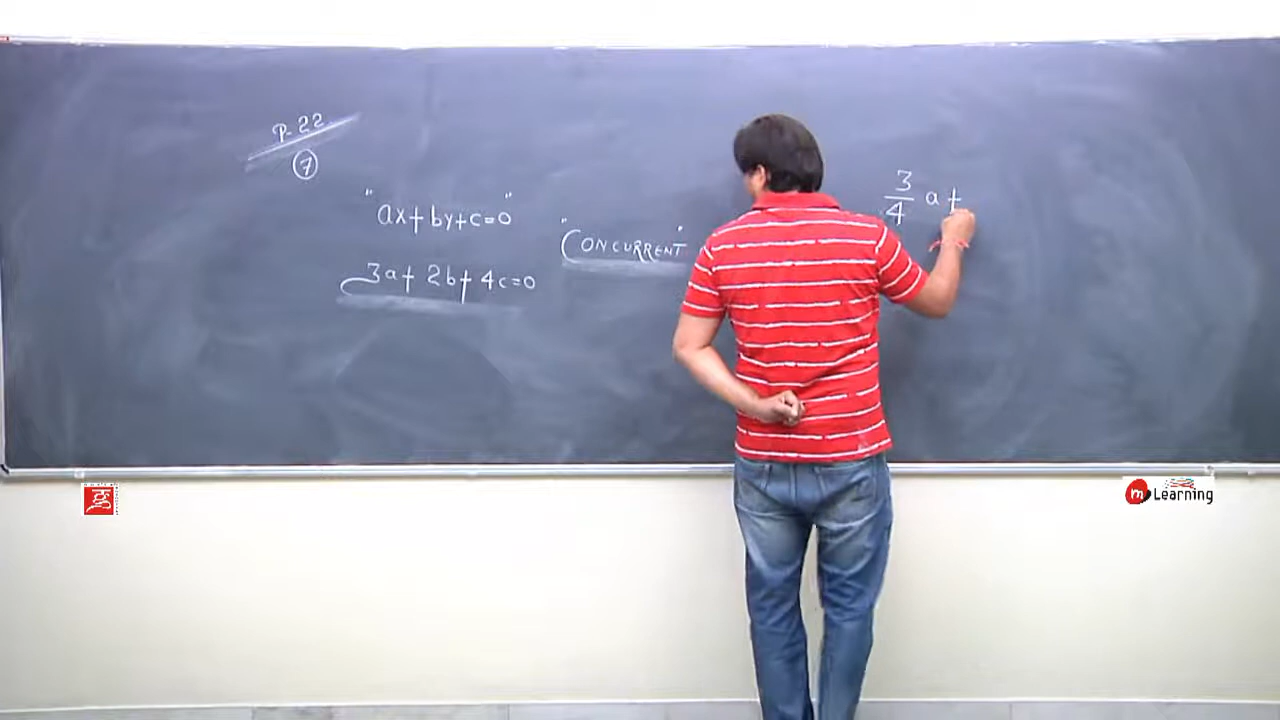 P-22
7
"ax+by+c=0"
3a+2b+4c=0
"CONCURRENT"
3/4 a +
m Learning